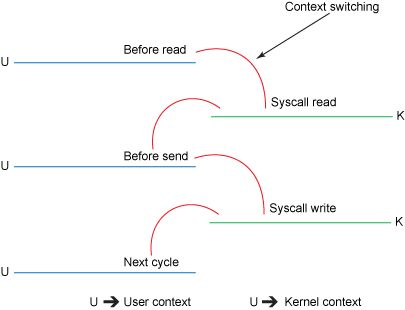 Context switching
Before read
U
Syscall read
K
Before send
U
Syscall write
K
Next cycle
U
U → User context U → Kernel context